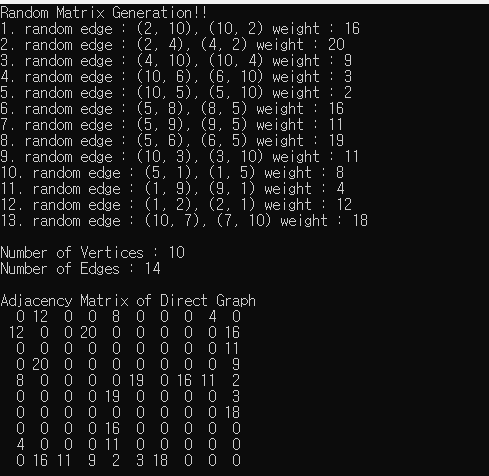 Random Matrix Generation!!
1. random edge : (2, 10), (10, 2) weight : 16
2. random edge : (2, 4), (4, 2) weight : 20
3. random edge : (4, 10), (10, 4) weight : 9
4. random edge : (10, 6), (6, 10) weight : 3
5. random edge : (10, 5), (5, 10) weight : 2
6. random edge : (5, 8), (8, 5) weight : 16
7. random edge : (5, 9), (9, 5) weight : 11
8. random edge : (5, 6), (6, 5) weight : 19
9. random edge : (10, 3), (3, 10) weight : 11
10. random edge : (5, 1), (1, 5) weight : 8
11. random edge : (1, 9), (9, 1) weight : 4
12. random edge : (1, 2), (2, 1) weight : 12
13. random edge : (10, 7), (7, 10) weight : 18
Number of Vertices : 10
Number of Edges : 14
Adjacency Matrix of Direct Graph
0 12 0 0 8 0 0 0 4 0
12 0 0 20 0 0 0 0 0 16
0 0 0 0 0 0 0 0 0 11
0 20 0 0 0 0 0 0 0 9
8 0 0 0 0 19 0 16 11 2
0 0 0 0 19 0 0 0 0 3
0 0 0 0 0 0 0 0 0 18
0 0 0 0 16 0 0 0 0 0
4 0 0 0 11 0 0 0 0 0
0 16 11 9 2 3 18 0 0 0